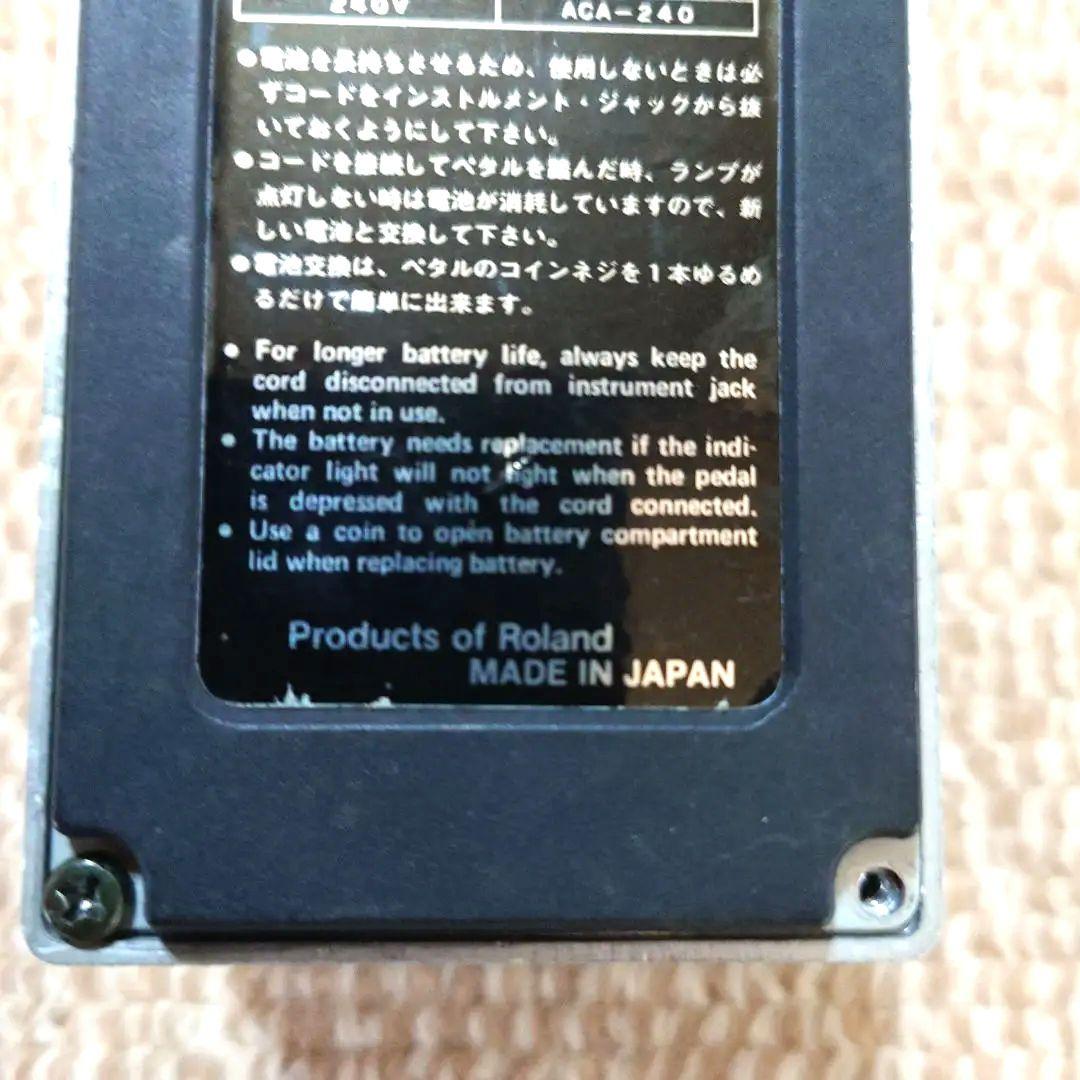 240V ACA-240
●電池を長持ちさせるため、使用しないときは必
ずコードをインストルメント・ジャックから抜
いておくようにして下さい。
●コードを接続してペダルを踏んだ時、ランプが
点灯しない時は電池が消耗していますので、新
しい電池と交換して下さい。
●電池交換は、ペダルのコインネジを1本ゆるめ
るだけで簡単に出来ます。
● For longer battery life, always keep the
cord disconnected from instrument jack
when not in use.
● The battery needs replacement if the indi-
cator light will not light when the pedal
is depressed with the cord connected.
● Use a coin to open battery compartment
lid when replacing battery.
Products of Roland
MADE IN JAPAN